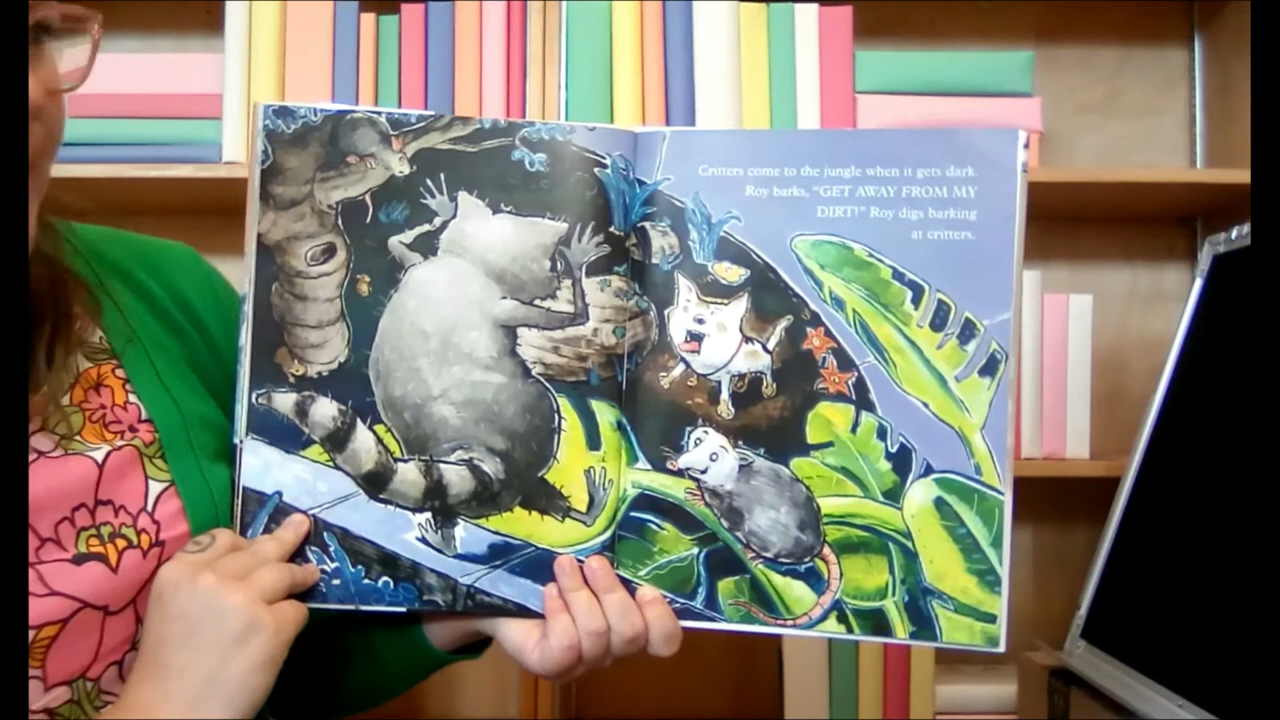 Critters come to the jungle when it gets dark.
Roy barks, "GET AWAY FROM MY
DIRT!" Roy digs barking
at critters.